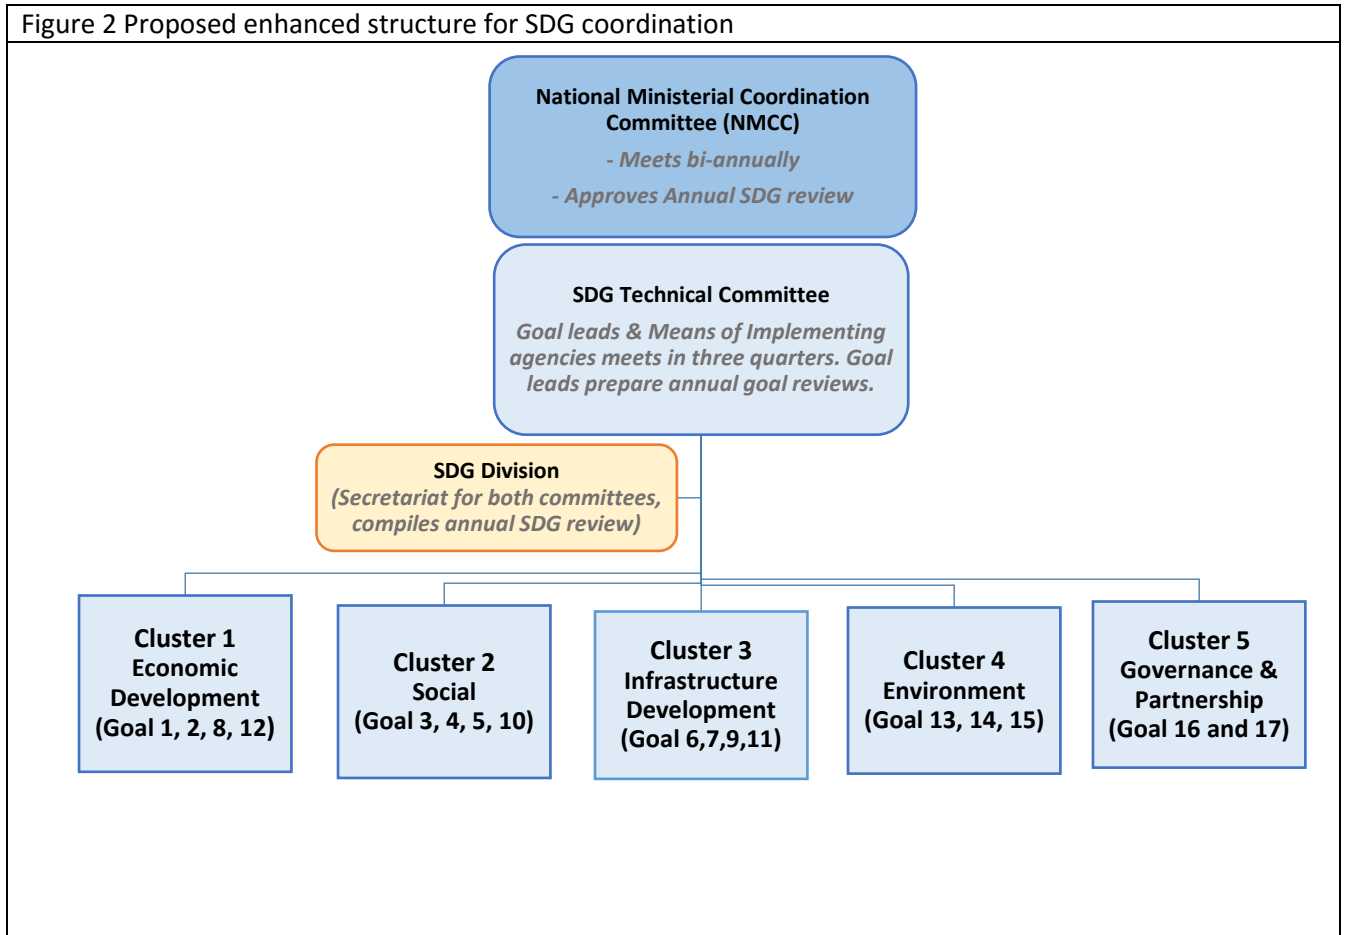 Figure 2 Proposed enhanced structure for SDG coordination
National Ministerial Coordination
Committee (NMCC)
- Meets bi-annually
- Approves Annual SDG review
SDG Technical Committee
Goal leads & Means of Implementing
agencies meets in three quarters. Goal
leads prepare annual goal reviews.
SDG Division
(Secretariat for both committees,
compiles annual SDG review)
Cluster 1
Economic
Development
(Goal 1, 2, 8, 12)
Cluster 2
Social
(Goal 3, 4, 5, 10)
Cluster 3
Infrastructure
Development
(Goal 6,7,9,11)
Cluster 4
Environment
(Goal 13, 14, 15)
Cluster 5
Governance &
Partnership
(Goal 16 and 17)